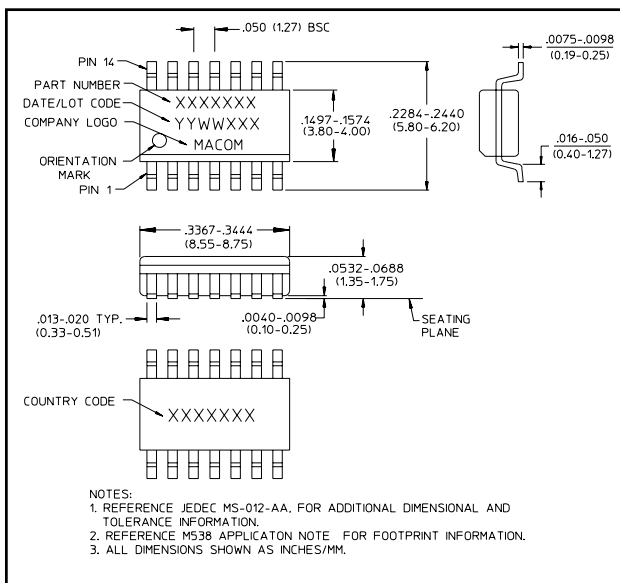 .050 (1.27) BSC
PIN 14
PART NUMBER
XXXXXXX
DATE/LOT CODE
YYWWXXX
COMPANY LOGO
MACOM
ORIENTATION
MARK
PIN 1
.1497-.1574
(3.80-4.00)
.2284-.2440
(5.80-6.20)
.0075-.0098
(0.19-0.25)
.016-.050
(0.40-1.27)
.3367-.3444
(8.55-8.75)
.0532-.0688
(1.35-1.75)
.013-.020 TYP.
(0.33-0.51)
.0040-.0098
(0.10-0.25)
SEATING
PLANE
COUNTRY CODE
XXXXXXX
NOTES:
1. REFERENCE JEDEC MS-012-AA, FOR ADDITIONAL DIMENSIONAL AND
TOLERANCE INFORMATION.
2. REFERENCE M538 APPLICATON NOTE FOR FOOTPRINT INFORMATION.
3. ALL DIMENSIONS SHOWN AS INCHES/MM.